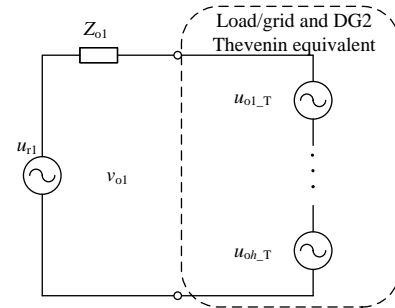 Load/grid and DG2
Thevenin equivalent
Zo1
uo1_T
ur1
vo1
uoh_T